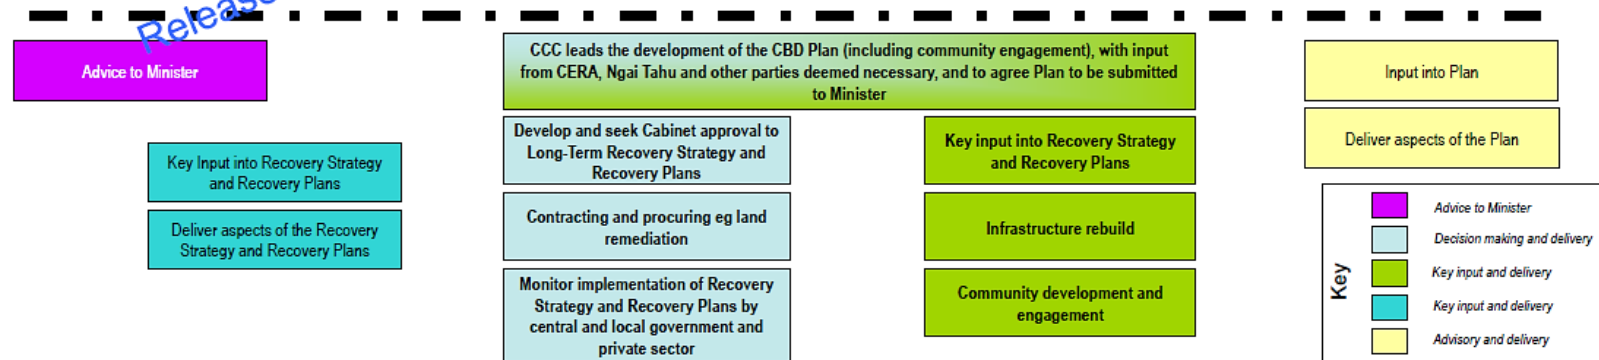 Release
Advice to Minister
CCC leads the development of the CBD Plan (including community engagement), with input
from CERA, Ngai Tahu and other parties deemed necessary, and to agree Plan to be submitted
to Minister
Input into Plan
Develop and seek Cabinet approval to
Long-Term Recovery Strategy and
Recovery Plans
Key input into Recovery Strategy
and Recovery Plans
Deliver aspects of the Plan
Key Input into Recovery Strategy
and Recovery Plans
Contracting and procuring eg land
remediation
Infrastructure rebuild
Deliver aspects of the Recovery
Strategy and Recovery Plans
Monitor implementation of Recovery
Strategy and Recovery Plans by
central and local government and
private sector
Community development and
engagement
Key
Advice to Minister
Decision making and delivery
Key input and delivery
Key input and delivery
Advisory and delivery